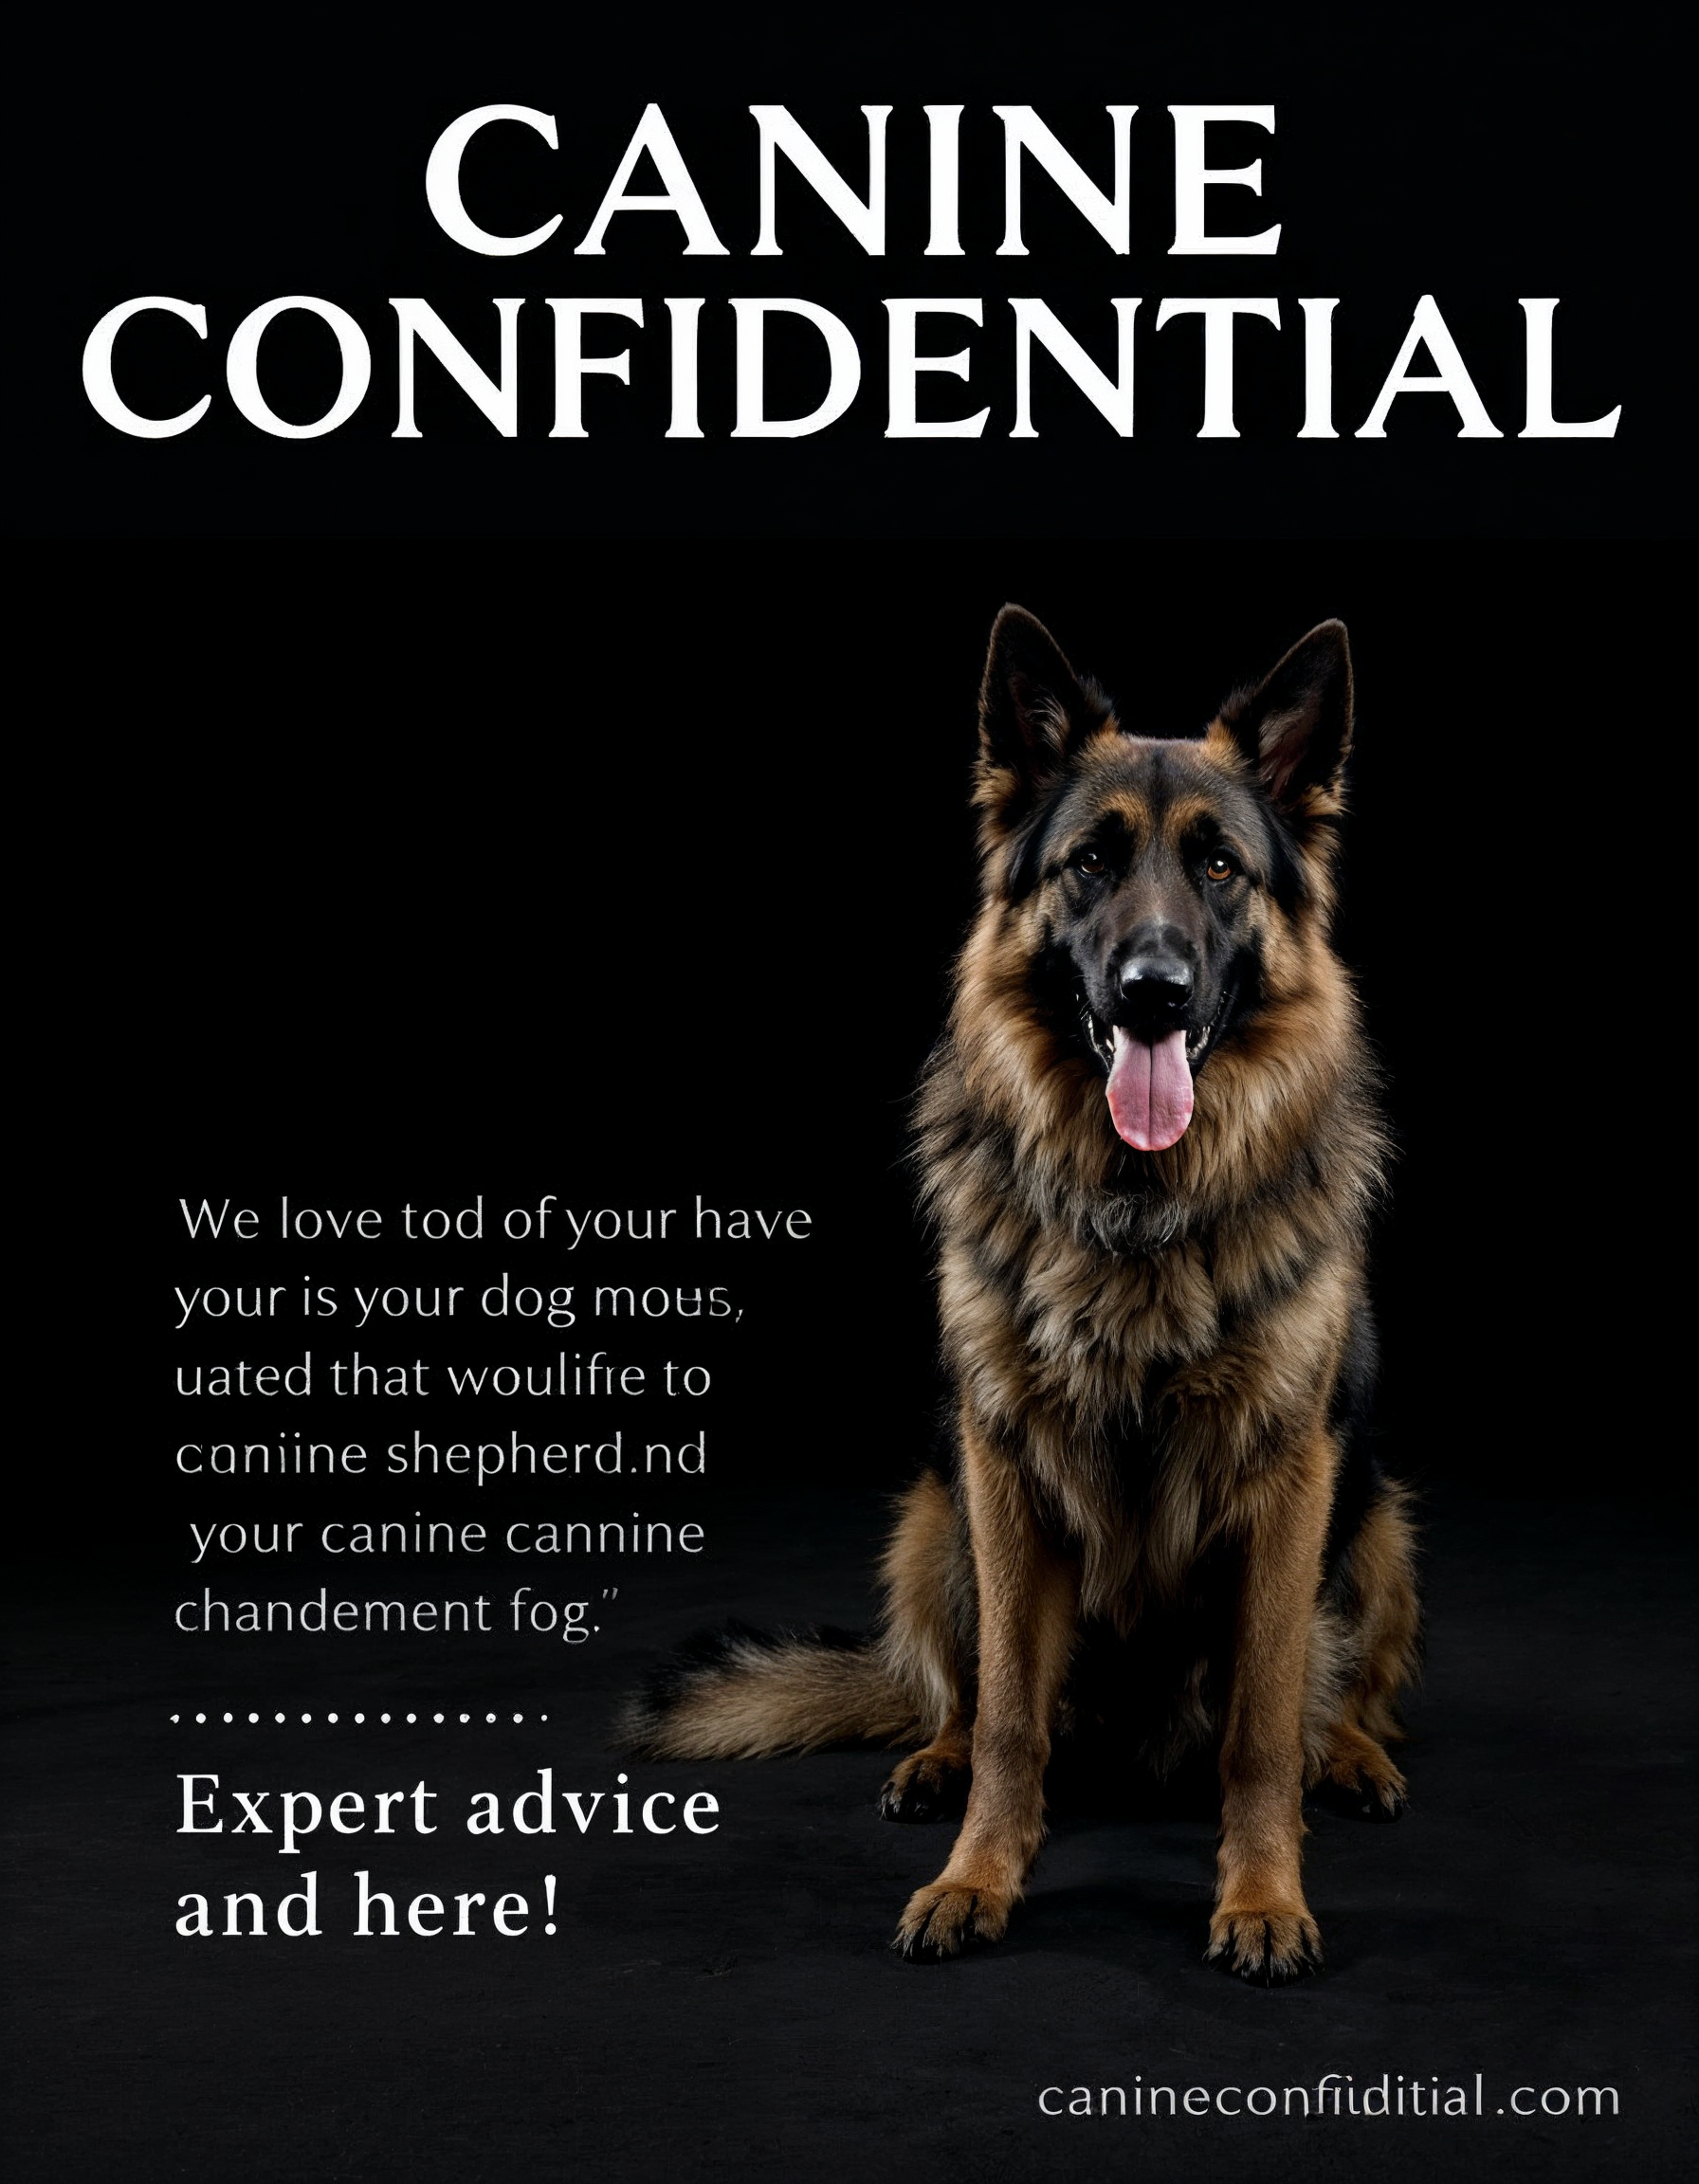 CANINE
CONFIDENTIAL
We love tod of your have
your is your dog mous,
uated that woulifre to
caniine shepherd.nd
your canine cannine
chandement fog."
Expert advice
and here!
canineconfiiditial.com